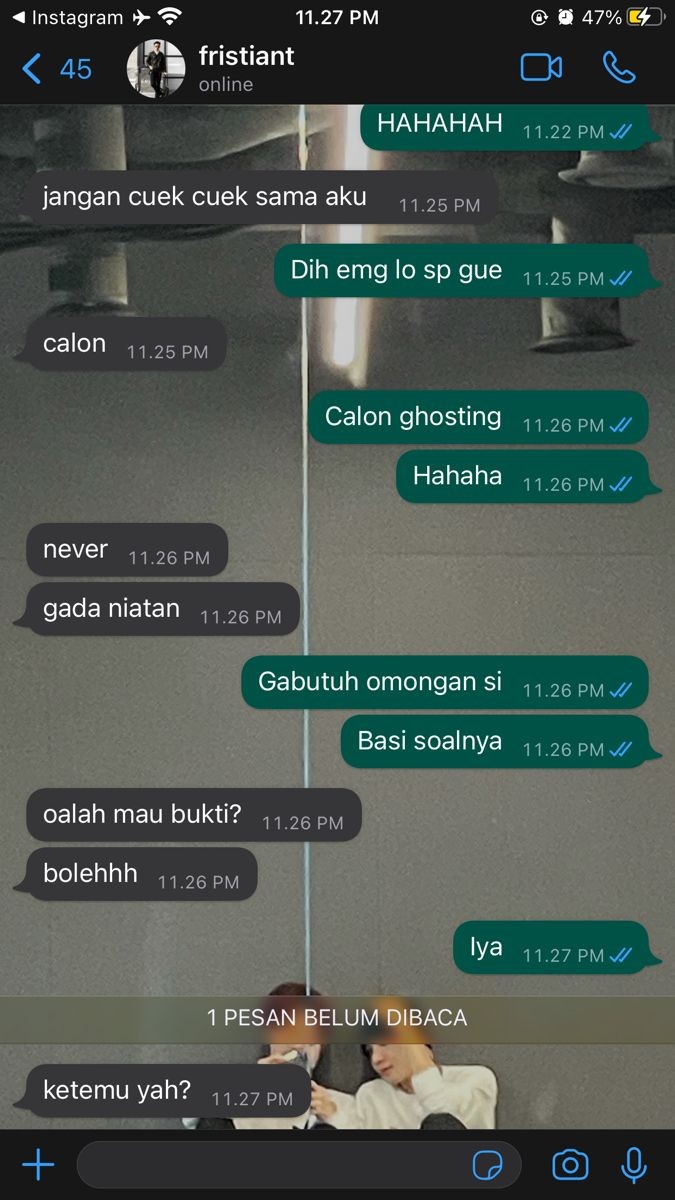 Instagram
11.27 PM
47%
45
fristiant
online
HAHAHAH 11.22 PM
jangan cuek cuek sama aku 11.25 PM
Dih emg lo sp gue 11.25 PM
calon 11.25 PM
Calon ghosting 11.26 PM
Hahaha 11.26 PM
never 11.26 PM
gada niatan 11.26 PM
Gabutuh omongan si 11.26 PM
Basi soalnya 11.26 PM
oalah mau bukti? 11.26 PM
bolehhh 11.26 PM
Iya 11.27 PM
1 PESAN BELUM DIBACA
ketemu yah? 11.27 PM